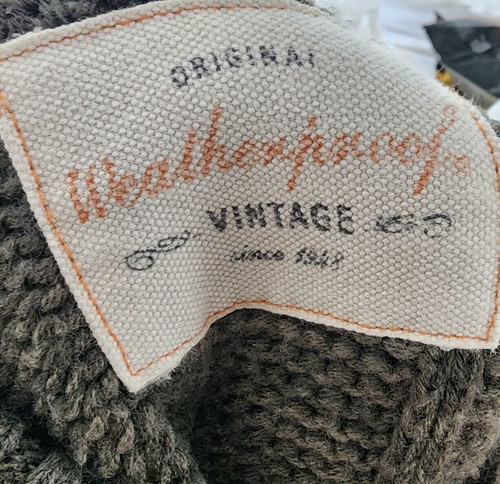 ORIGINAL
Weatherproof
VINTAGE
since 1948